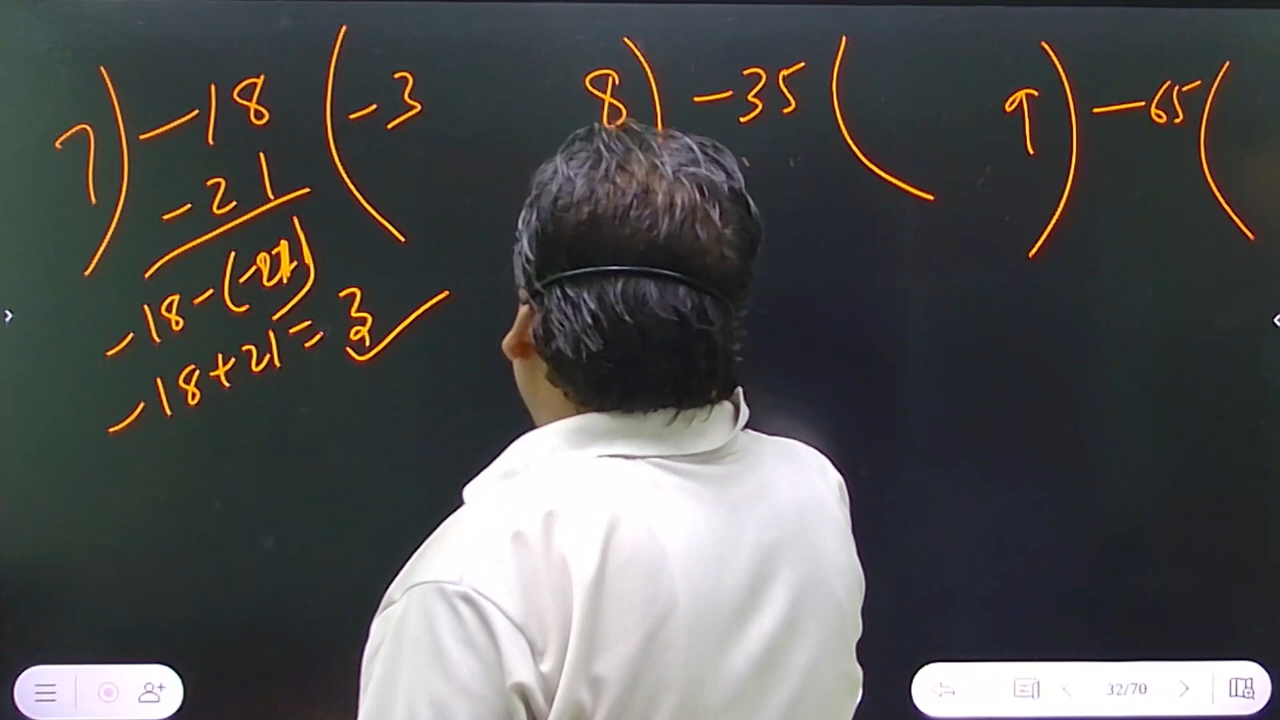 7) -18 ( -3
-21
-18-(-21)
-18+21= 3
8) -35 (
9) -65 (
32/70